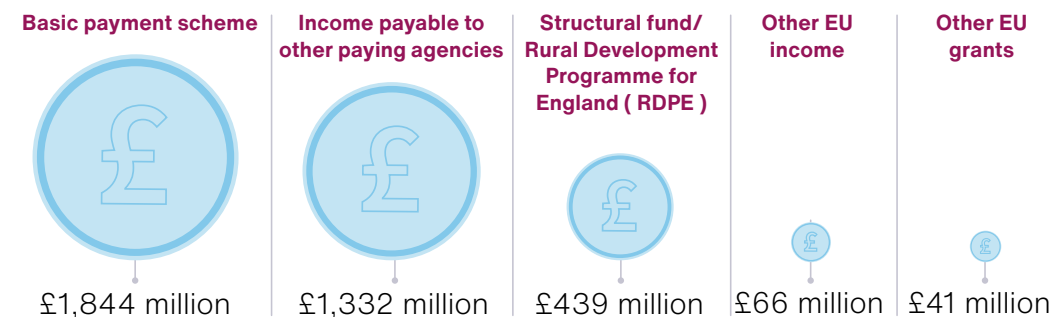 Basic payment scheme
£
£1,844 million
Income payable to
other paying agencies
£
£1,332 million
Structural fund/
Rural Development
Programme for
England ( RDPE )
£
£439 million
Other EU
income
£
£66 million
Other EU
grants
£
£41 million